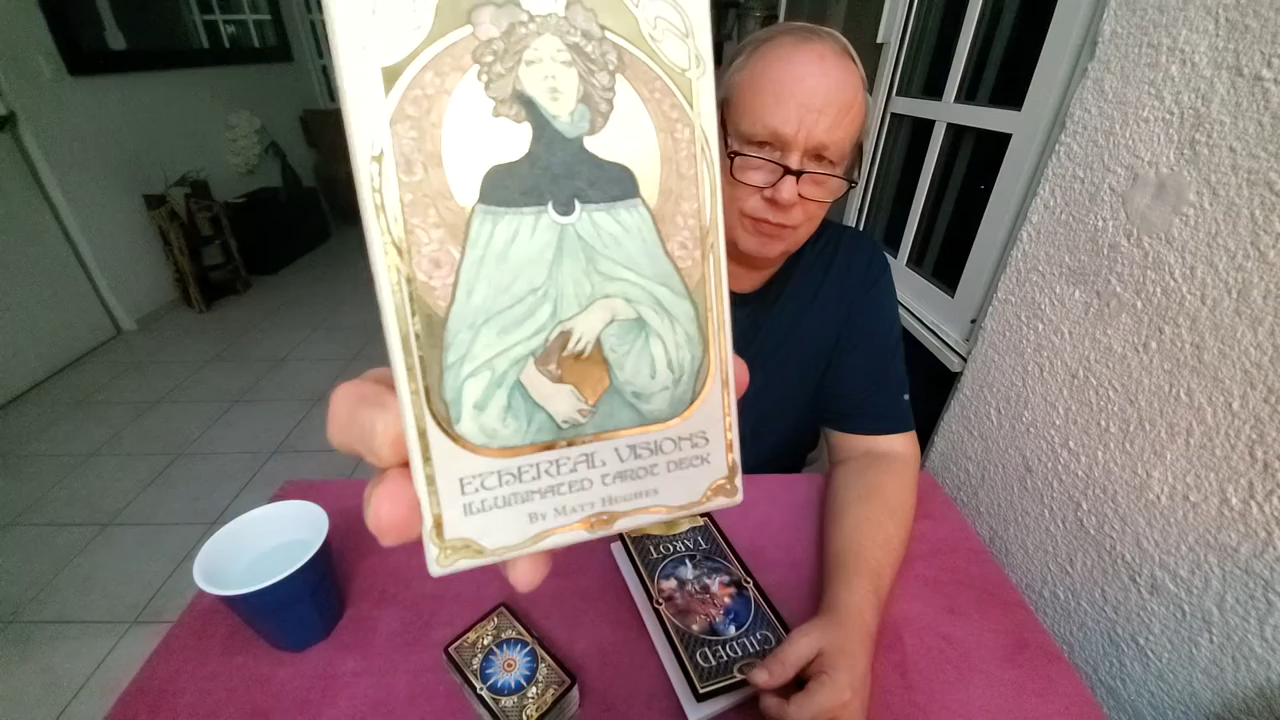 ETHEREAL VISIONS
ILLUMINATED TAROT DECK
BY MATT HUGHES
GILDED
TAROT